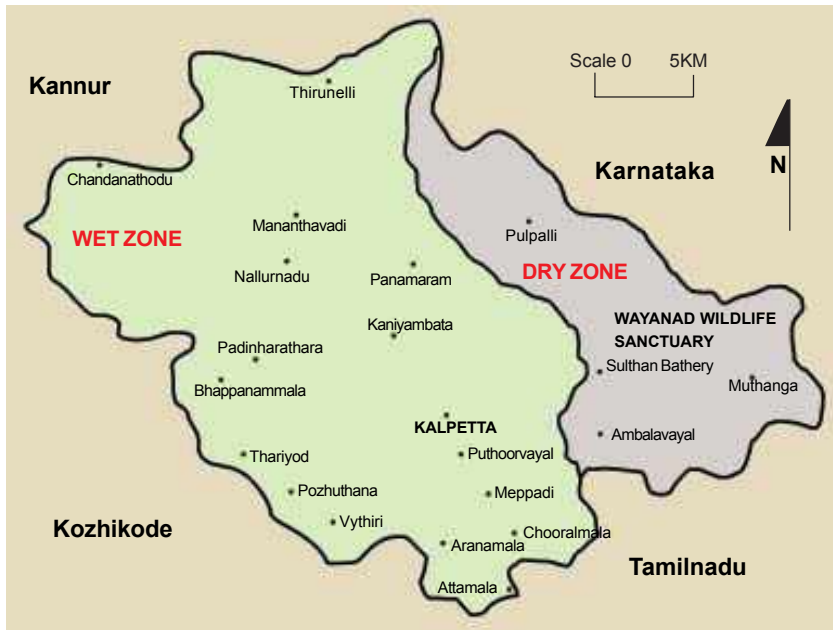 Scale 0 5KM
Kannur
Thirunelli
Karnataka
N
Chandanathodu
Mananthavadi
WET ZONE
Pulpalli
Nallurnadu
Panamaram
DRY ZONE
Kaniyambata
WAYANAD WILDLIFE
SANCTUARY
Padinharathara
Sulthan Bathery
Bhappanammala
Muthanga
KALPETTA
Ambalavayal
Thariyod
Puthoorvayal
Pozhuthana
Meppadi
Kozhikode
Vythiri
Chooralmala
Aranamala
Tamilnadu
Attamala